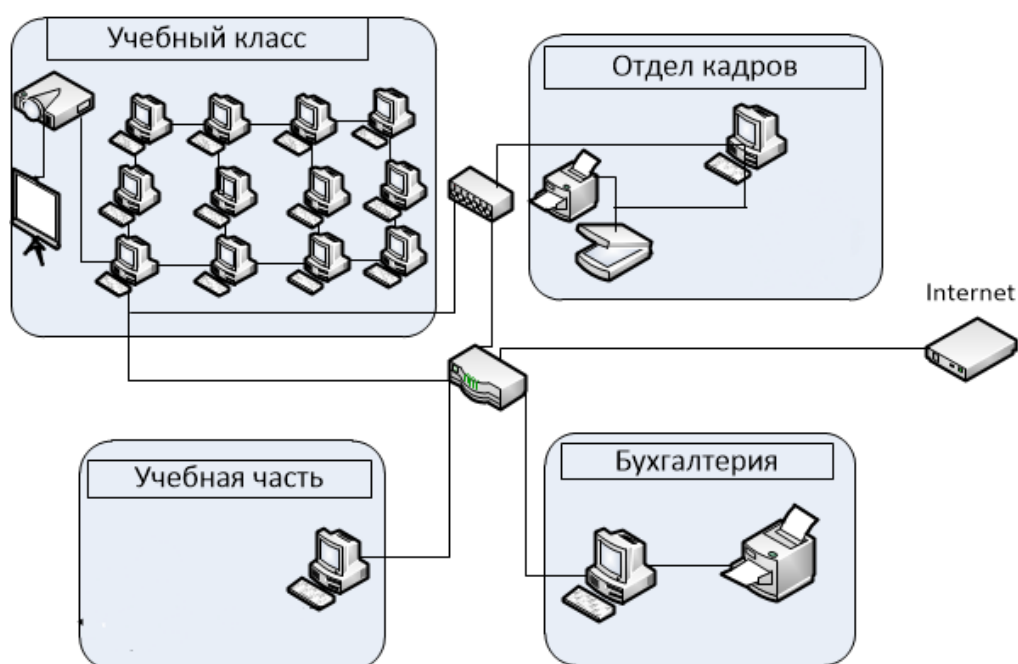 Учебный класс
Отдел кадров
Internet
Учебная часть
Бухгалтерия